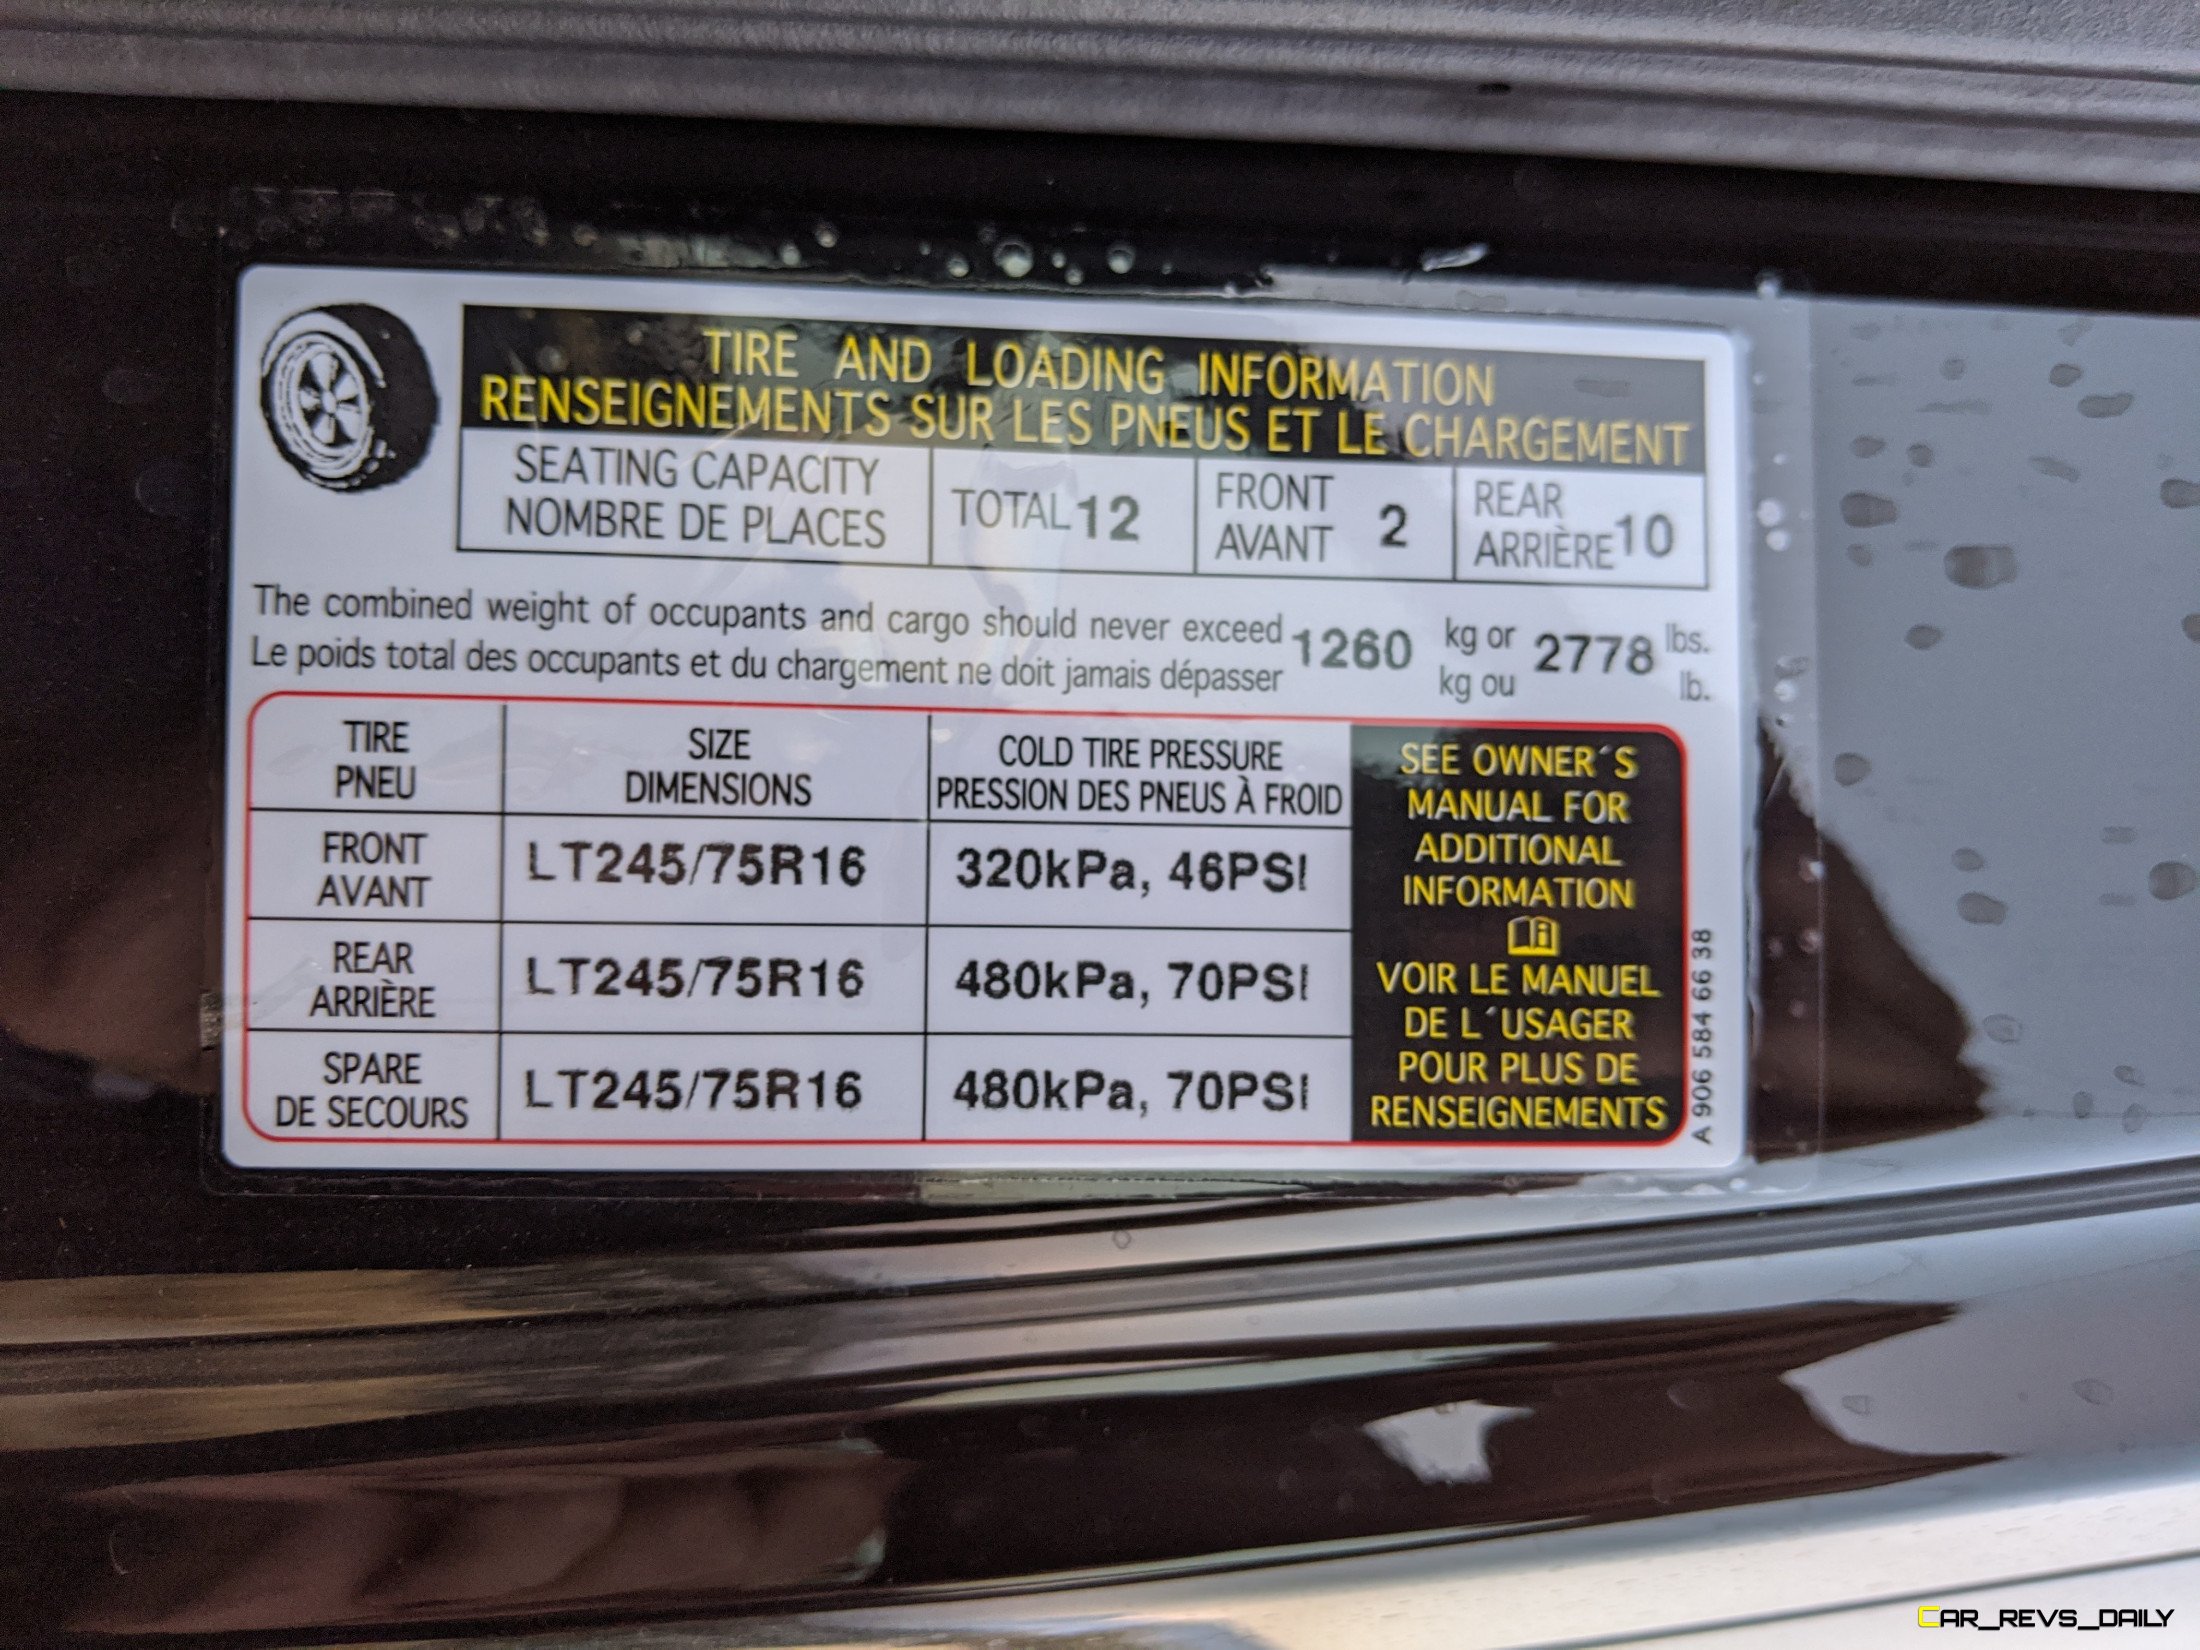 TIRE AND LOADING INFORMATION
RENSEIGNEMENTS SUR LES PNEUS ET LE CHARGEMENT
SEATING CAPACITY
NOMBRE DE PLACES
TOTAL 12
FRONT
AVANT
2
REAR
ARRIÈRE
10
The combined weight of occupants and cargo should never exceed 1260 kg or 2778 lbs.
Le poids total des occupants et du chargement ne doit jamais dépasser kg ou lb.
TIRE
PNEU
SIZE
DIMENSIONS
COLD TIRE PRESSURE
PRESSION DES PNEUS À FROID
FRONT
AVANT
LT245/75R16
320kPa, 46PSI
REAR
ARRIÈRE
LT245/75R16
480kPa, 70PSI
SPARE
DE SECOURS
LT245/75R16
480kPa, 70PSI
SEE OWNER´S
MANUAL FOR
ADDITIONAL
INFORMATION
VOIR LE MANUEL
DE L´USAGER
POUR PLUS DE
RENSEIGNEMENTS
A 906 584 66 38
CAR_REVS_DAILY